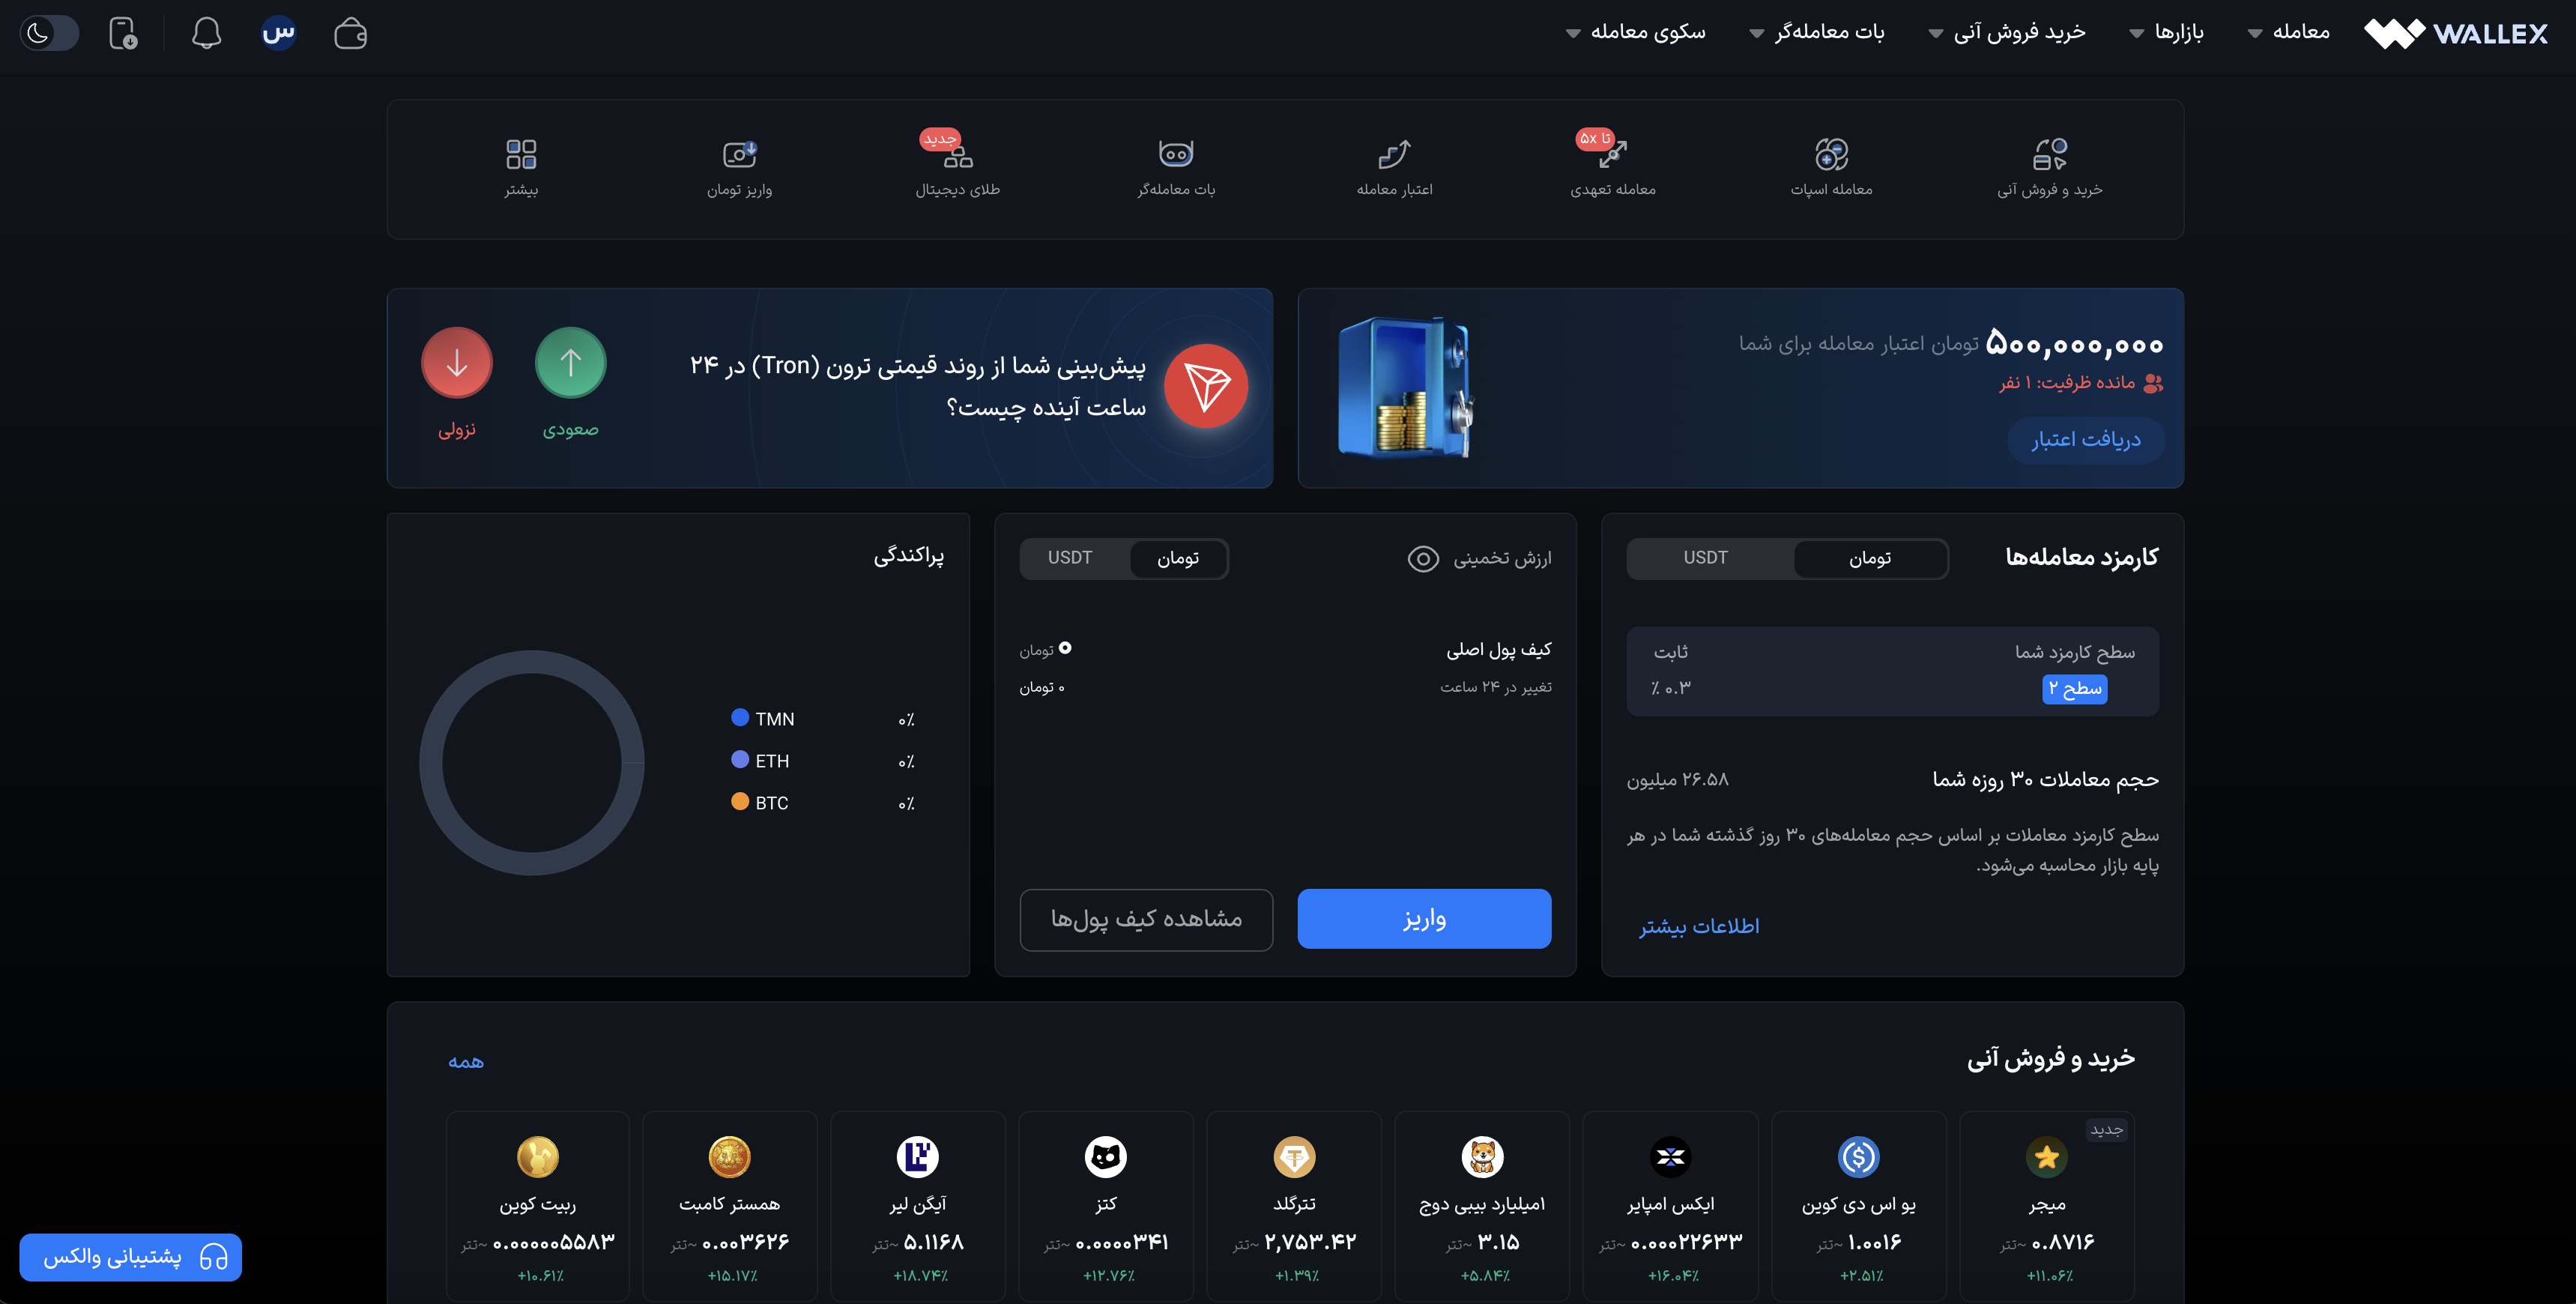 WALLEX
معامله
بازارها
خرید فروش آنی
بات معامله‌گر
سکوی معامله
س
خرید و فروش آنی
معامله اسپات
تا ۵x
معامله تعهدی
اعتبار معامله
بات معامله‌گر
جدید
طلای دیجیتال
واریز تومان
بیشتر
۵۰۰,۰۰۰,۰۰۰ تومان اعتبار معامله برای شما
مانده ظرفیت: ۱ نفر
دریافت اعتبار
پیش‌بینی شما از روند قیمتی ترون (Tron) در ۲۴
ساعت آینده چیست؟
صعودی
نزولی
کارمزد معامله‌ها
تومان
USDT
سطح کارمزد شما
ثابت
سطح ۲
۰.۳ ٪
حجم معاملات ۳۰ روزه شما
۲۶.۵۸ میلیون
سطح کارمزد معاملات بر اساس حجم معامله‌های ۳۰ روز گذشته شما در هر
پایه بازار محاسبه می‌شود.
اطلاعات بیشتر
ارزش تخمینی
تومان
USDT
کیف پول اصلی
۰ تومان
تغییر در ۲۴ ساعت
۰ تومان
واریز
مشاهده کیف پول‌ها
پراکندگی
TMN ۰٪
ETH ۰٪
BTC ۰٪
خرید و فروش آنی
همه
جدید
میجر
۰.۸۷۱۶ ~تتر
+۱۱.۰۶٪
یو اس دی کوین
۱.۰۰۱۶ ~تتر
+۲.۵۱٪
ایکس امپایر
۰.۰۰۰۲۲۶۳۳ ~تتر
+۱۶.۰۴٪
۱میلیارد بیبی دوج
۳.۱۵ ~تتر
+۵.۸۴٪
تترگلد
۲,۷۵۳.۴۲ ~تتر
+۱.۳۹٪
کتز
۰.۰۰۰۰۳۴۱ ~تتر
+۱۲.۷۶٪
آیگن لیر
۵.۱۱۶۸ ~تتر
+۱۸.۷۴٪
همستر کامبت
۰.۰۰۳۶۲۶ ~تتر
+۱۵.۱۷٪
ربیت کوین
۰.۰۰۰۰۰۵۵۸۳ ~تتر
+۱۰.۶۱٪
پشتیبانی والکس